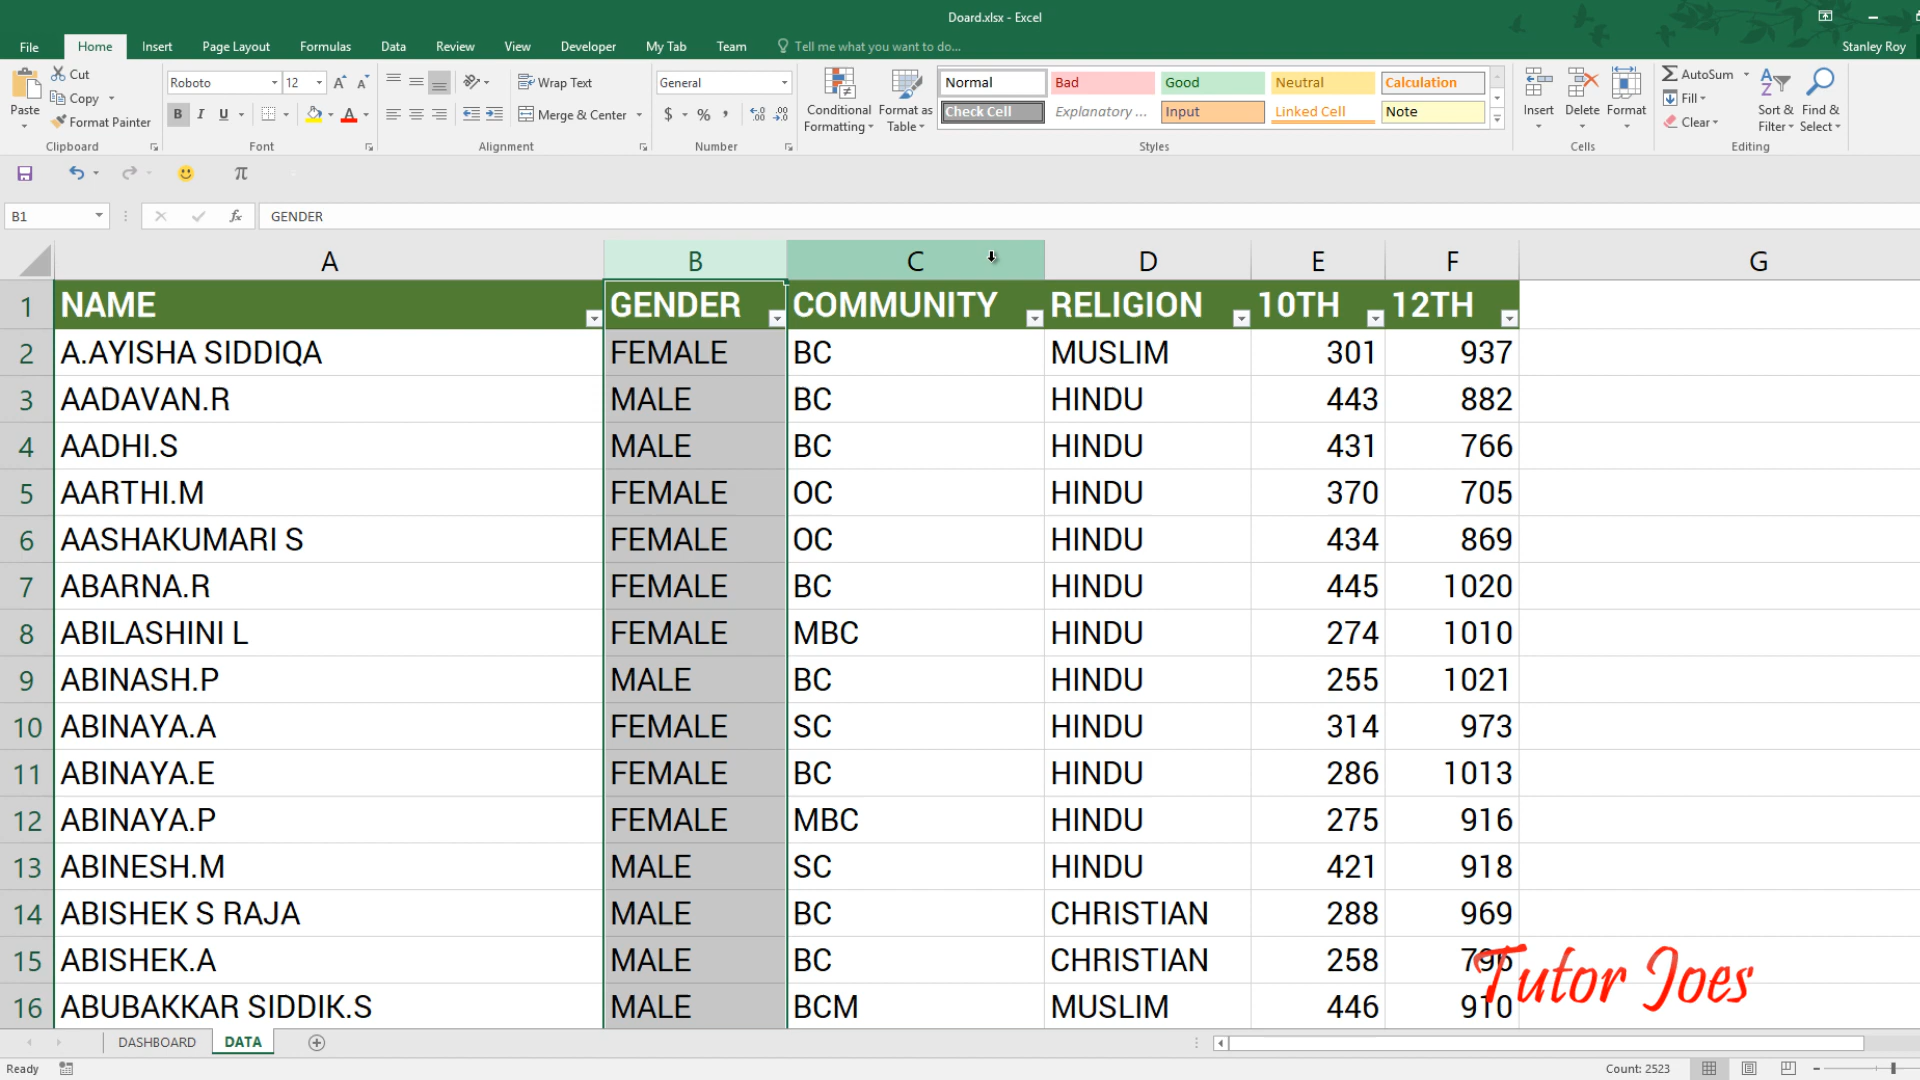 Doard.xlsx - Excel
File Home Insert Page Layout Formulas Data Review View Developer My Tab Team Tell me what you want to do... Stanley Roy
Paste Cut Copy Format Painter Clipboard
Roboto 12 B I U Font
Wrap Text Merge & Center Alignment
General $ % , Number
Conditional Formatting Format as Table
Normal Bad Good Neutral Calculation
Check Cell Explanatory ... Input Linked Cell Note
Styles
Insert Delete Format Cells
AutoSum Fill Clear Sort & Filter Find & Select Editing
B1 fx GENDER
A B C D E F G
1 NAME GENDER COMMUNITY RELIGION 10TH 12TH
2 A.AYISHA SIDDIQA FEMALE BC MUSLIM 301 937
3 AADAVAN.R MALE BC HINDU 443 882
4 AADHI.S MALE BC HINDU 431 766
5 AARTHI.M FEMALE OC HINDU 370 705
6 AASHAKUMARI S FEMALE OC HINDU 434 869
7 ABARNA.R FEMALE BC HINDU 445 1020
8 ABILASHINI L FEMALE MBC HINDU 274 1010
9 ABINASH.P MALE BC HINDU 255 1021
10 ABINAYA.A FEMALE SC HINDU 314 973
11 ABINAYA.E FEMALE BC HINDU 286 1013
12 ABINAYA.P FEMALE MBC HINDU 275 916
13 ABINESH.M MALE SC HINDU 421 918
14 ABISHEK S RAJA MALE BC CHRISTIAN 288 969
15 ABISHEK.A MALE BC CHRISTIAN 258
16 ABUBAKKAR SIDDIK.S MALE BCM MUSLIM 446 910
Tutor Joes
DASHBOARD DATA
Ready Count: 2523